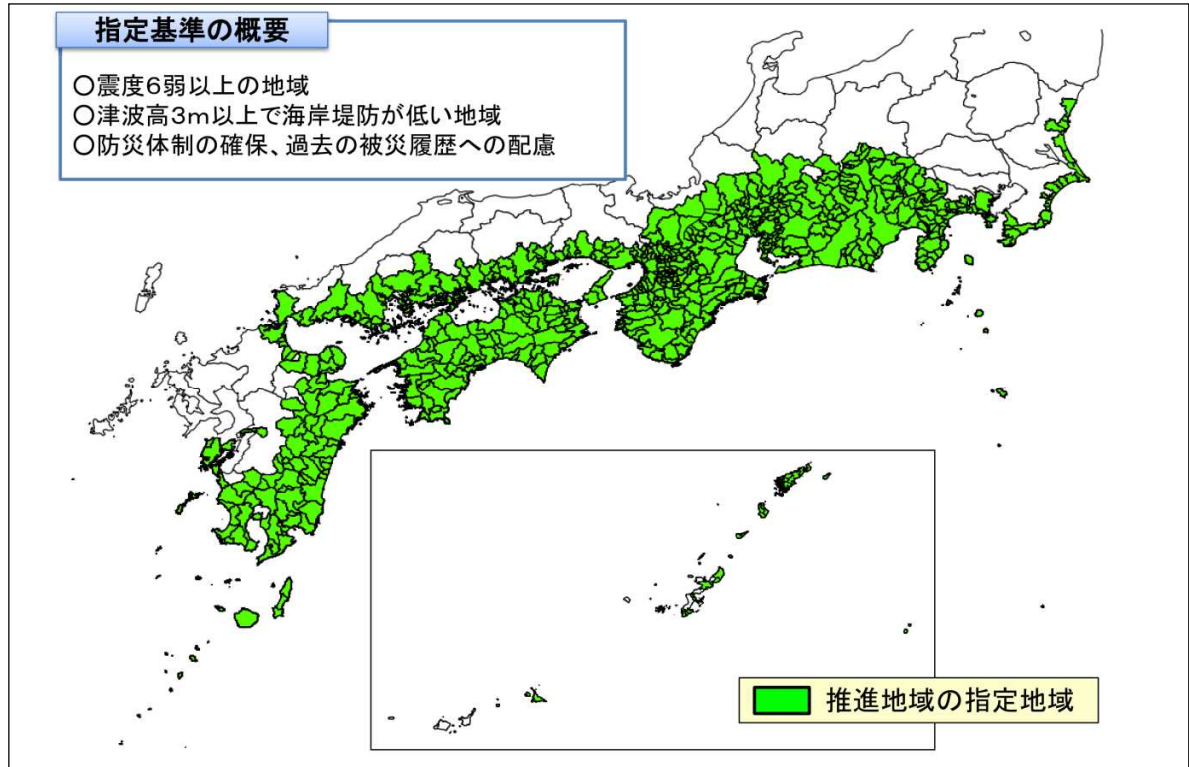 指定基準の概要
○震度6弱以上の地域
○津波高3m以上で海岸堤防が低い地域
○防災体制の確保、過去の被災履歴への配慮
推進地域の指定地域